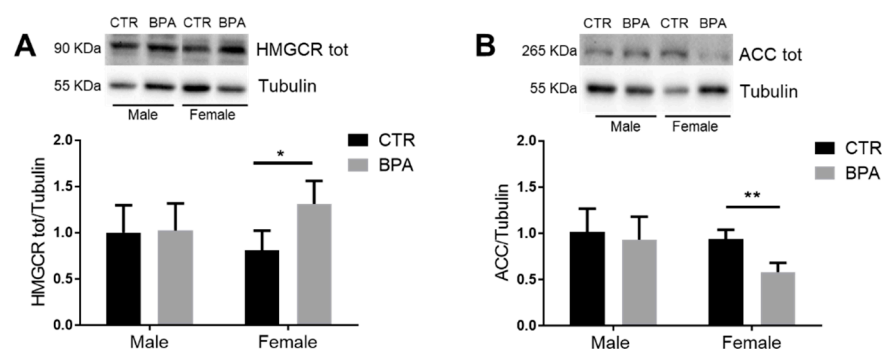 A
CTR BPA CTR BPA
90 KDa HMGCR tot
55 KDa Tubulin
Male Female
HMGCR tot/Tubulin
2.0
1.5
1.0
0.5
0.0
*
CTR
BPA
Male Female
B
CTR BPA CTR BPA
265 KDa ACC tot
55 KDa Tubulin
Male Female
ACC/Tubulin
2.0
1.5
1.0
0.5
0.0
**
CTR
BPA
Male Female